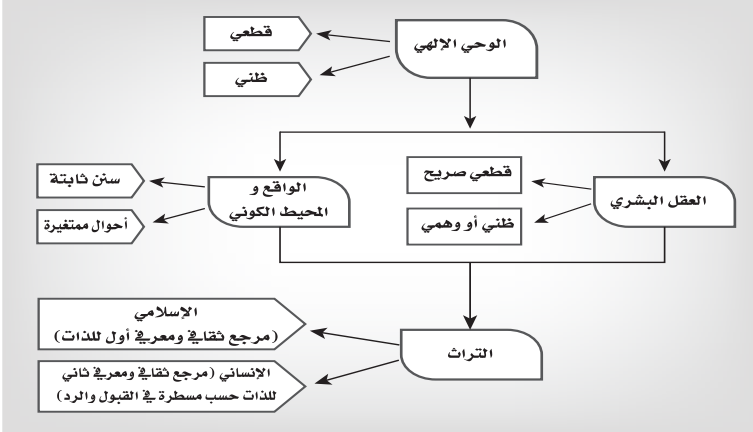 الوحي الإلهي
قطعي
ظني
العقل البشري
قطعي صريح
ظني أو وهمي
الواقع و
المحيط الكوني
سنن ثابتة
أحوال ممتغيرة
التراث
الإسلامي
(مرجع ثقافي ومعرفي أول للذات)
الإنساني (مرجع ثقافي ومعرفي ثاني
للذات حسب مسطرة في القبول والرد)